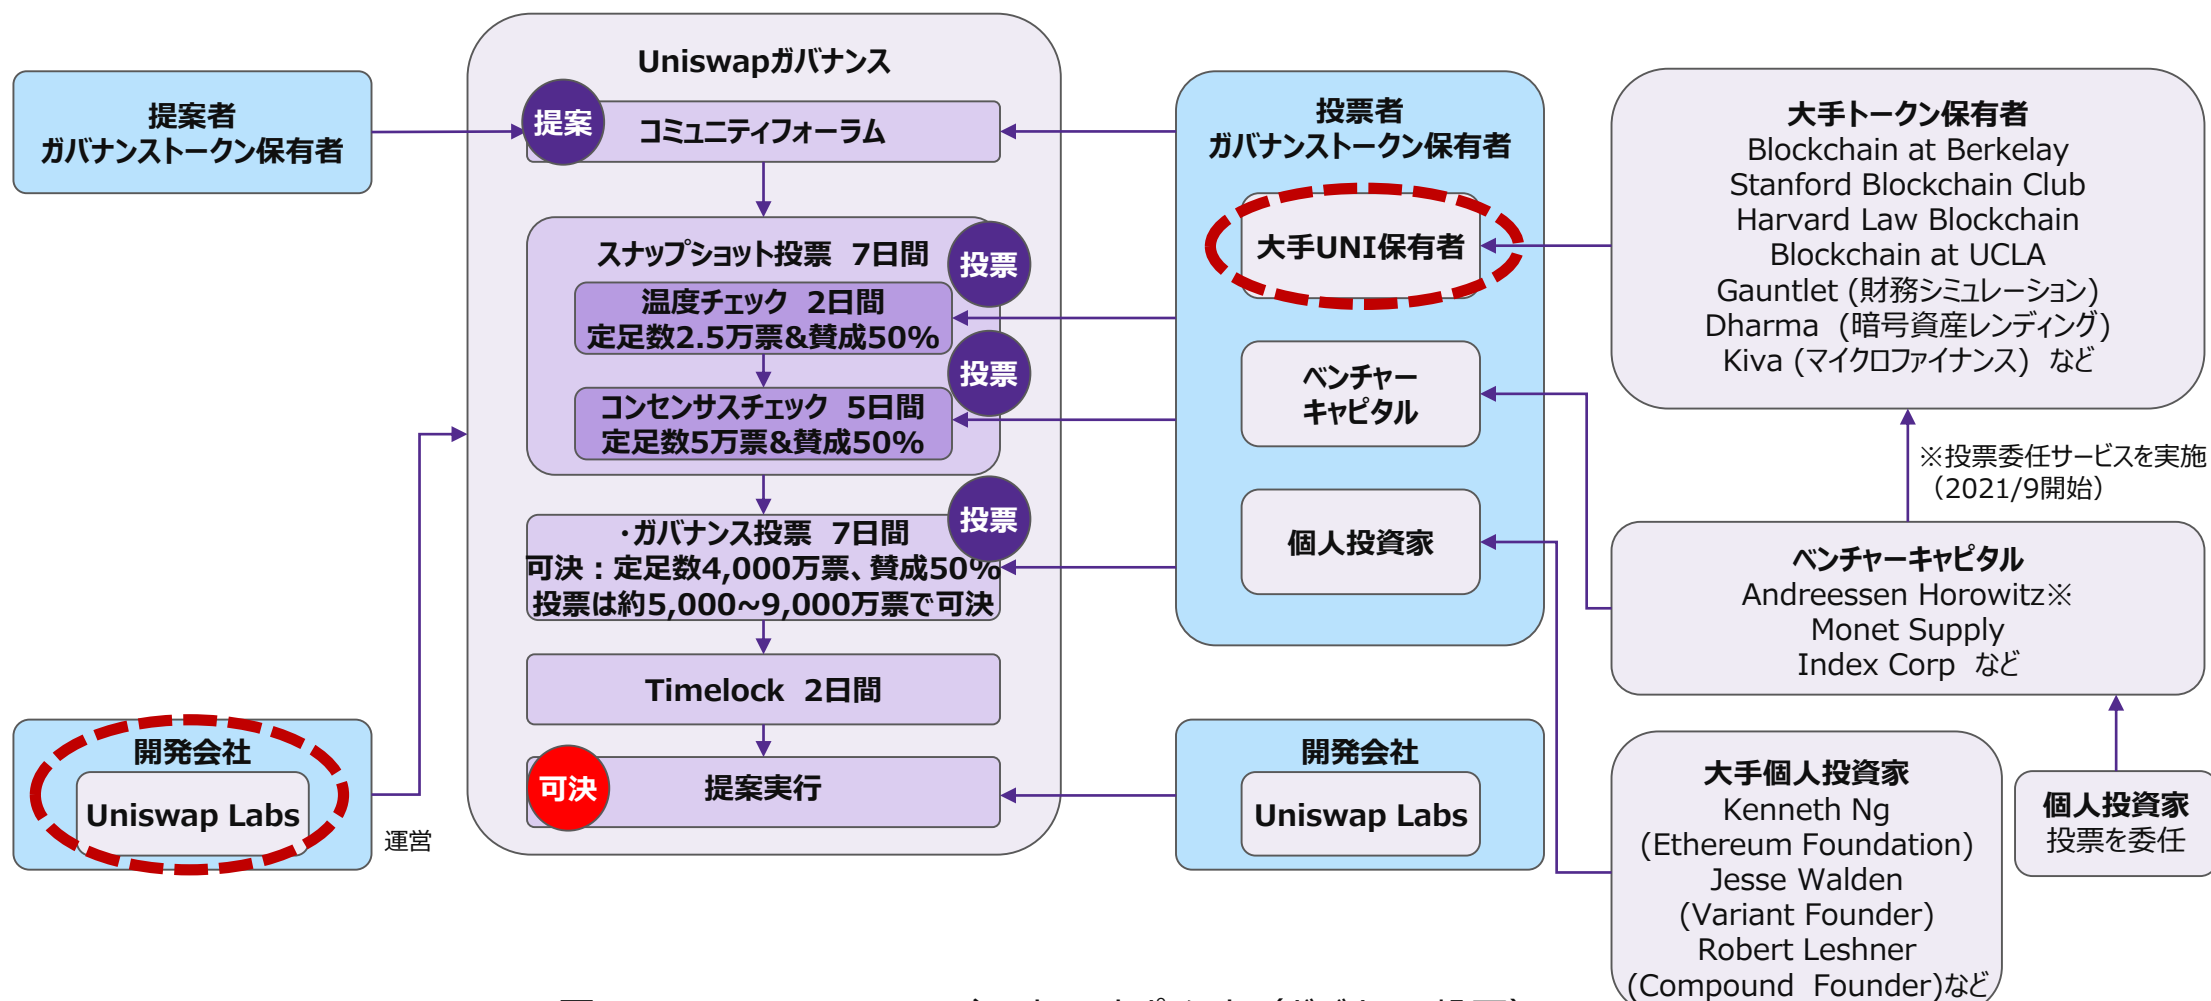 Uniswapガバナンス
提案者
ガバナンストークン保有者
提案
コミュニティフォーラム
スナップショット投票 7日間
投票
温度チェック 2日間
定足数2.5万票&賛成50%
投票
コンセンサスチェック 5日間
定足数5万票&賛成50%
投票
・ガバナンス投票 7日間
可決：定足数4,000万票、賛成50%
投票は約5,000~9,000万票で可決
Timelock 2日間
可決
提案実行
開発会社
Uniswap Labs
運営
投票者
ガバナンストークン保有者
大手UNI保有者
ベンチャー
キャピタル
個人投資家
開発会社
Uniswap Labs
大手トークン保有者
Blockchain at Berkelay
Stanford Blockchain Club
Harvard Law Blockchain
Blockchain at UCLA
Gauntlet (財務シミュレーション)
Dharma (暗号資産レンディング)
Kiva (マイクロファイナンス) など
※投票委任サービスを実施
（2021/9開始）
ベンチャーキャピタル
Andreessen Horowitz※
Monet Supply
Index Corp など
大手個人投資家
Kenneth Ng
(Ethereum Foundation)
Jesse Walden
(Variant Founder)
Robert Leshner
(Compound Founder)など
個人投資家
投票を委任